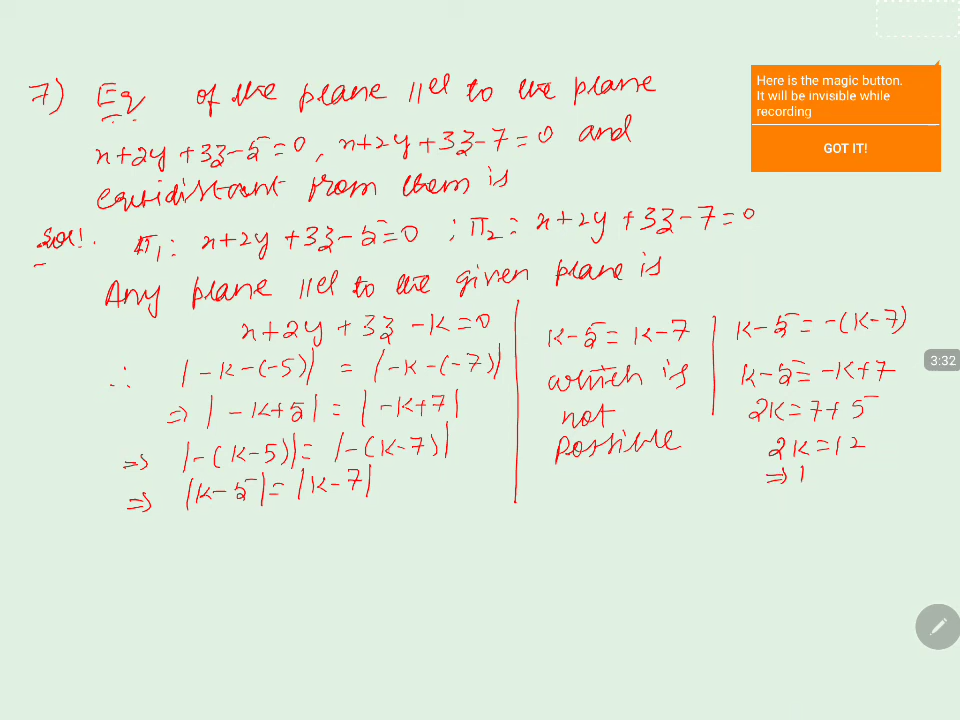 7) Eq of the plane ||el to the plane
x+2y+3z-5=0, x+2y+3z-7=0 and
equidistant from them is
Sol:. π₁: x+2y+3z-5=0 ; π₂: x+2y+3z-7=0
Any plane ||el to the given plane is
x+2y+3z-k=0
∴ |-k-(-5)| = |-k-(-7)|
⇒ |-k+5| = |-k+7|
⇒ |-(k-5)| = |-(k-7)|
⇒ |k-5| = |k-7|
k-5 = k-7
which is
not
possible
k-5 = -(k-7)
k-5 = -k+7
2k = 7+5
2k = 12
⇒ 
Here is the magic button.
It will be invisible while
recording
GOT IT!
3:32